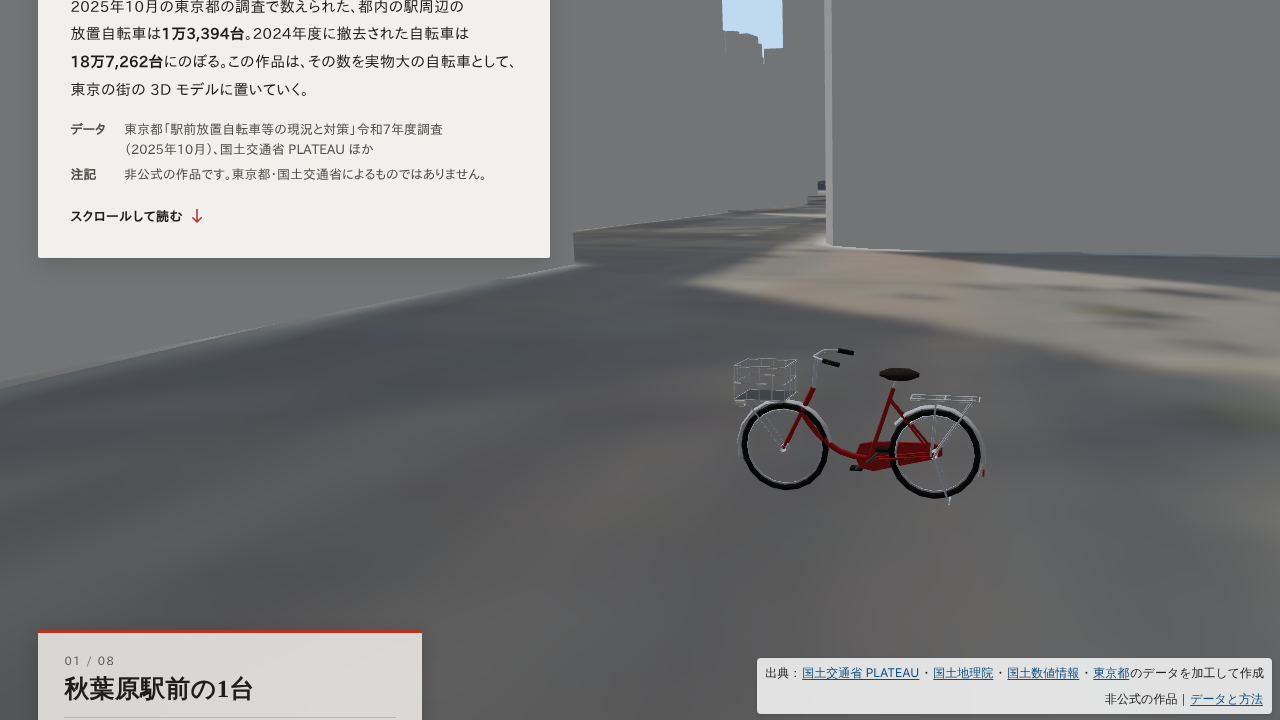 2025年10月の東京都の調査で数えられた、都内の駅周辺の
放置自転車は1万3,394台。2024年度に撤去された自転車は
18万7,262台にのぼる。この作品は、その数を実物大の自転車として、
東京の街の 3D モデルに置いていく。
データ 東京都「駅前放置自転車等の現況と対策」令和7年度調査
（2025年10月）、国土交通省 PLATEAU ほか
注記 非公式の作品です。東京都・国土交通省によるものではありません。
スクロールして読む ↓
01 / 08
秋葉原駅前の1台
出典：国土交通省 PLATEAU・国土地理院・国土数値情報・東京都のデータを加工して作成
非公式の作品 | データと方法